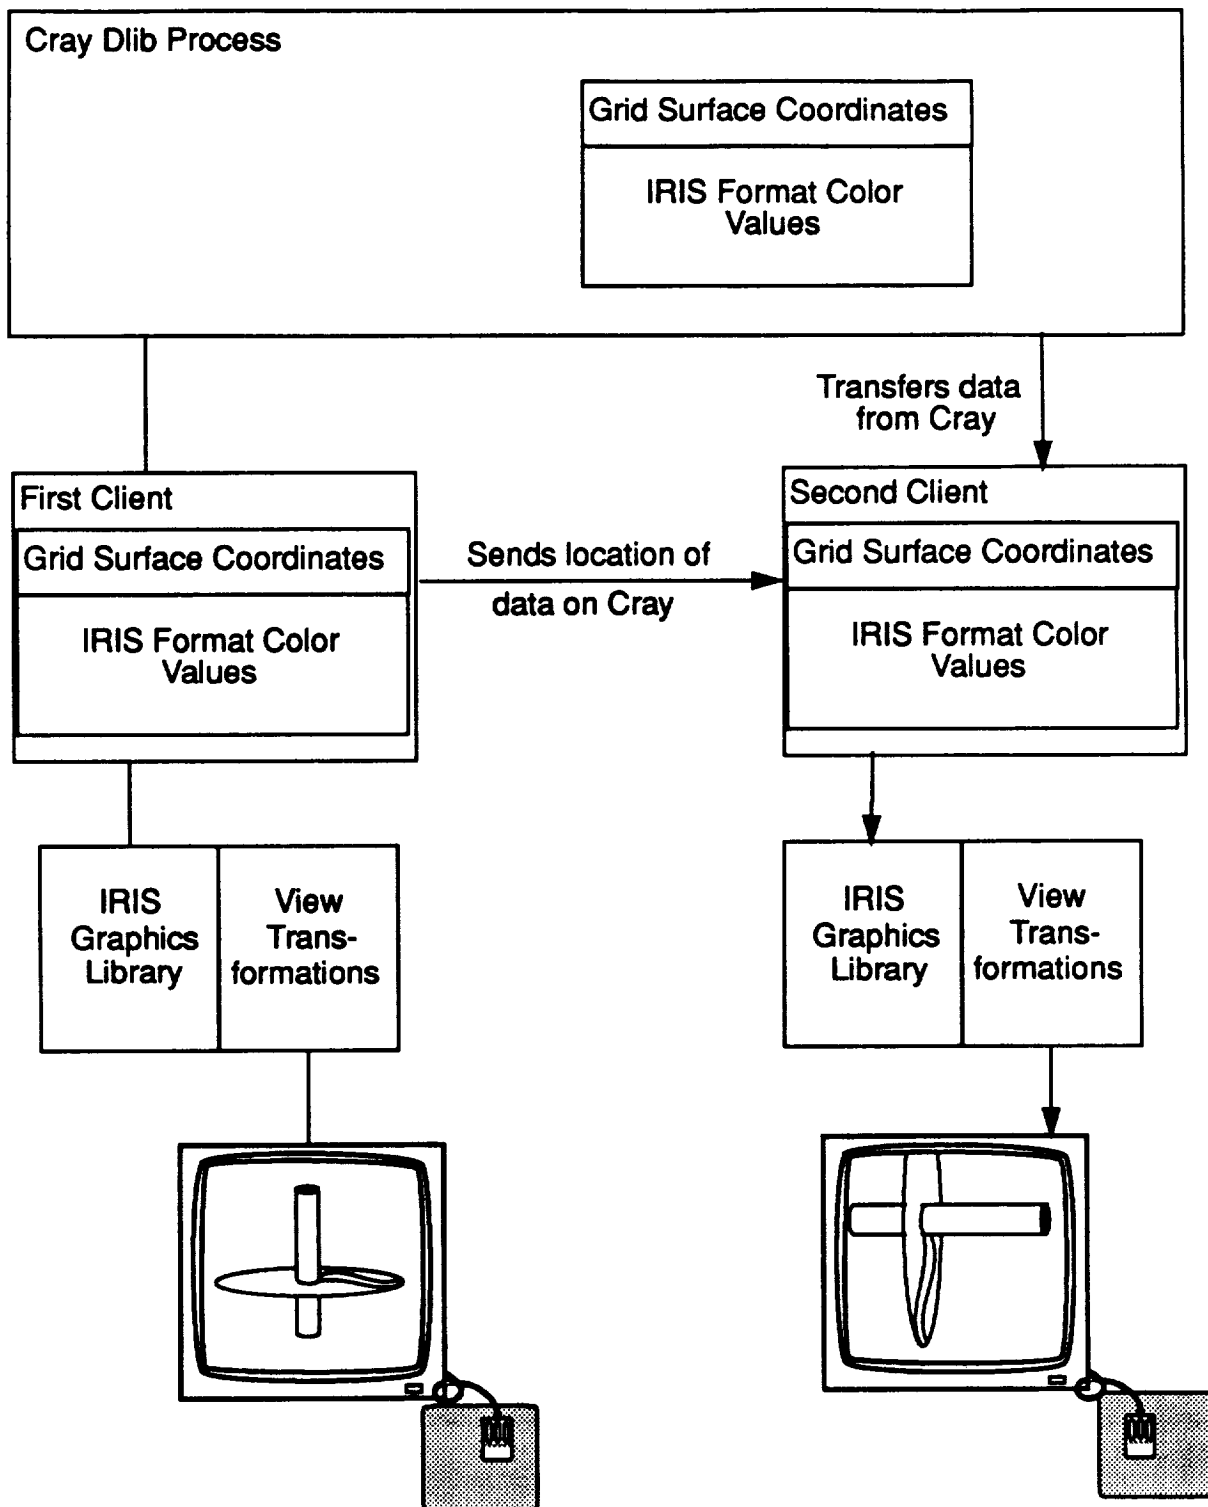 Cray Dlib Process
Grid Surface Coordinates
IRIS Format Color
Values
Transfers data
from Cray
First Client
Grid Surface Coordinates
IRIS Format Color
Values
Sends location of
data on Cray
Second Client
Grid Surface Coordinates
IRIS Format Color
Values
IRIS
Graphics
Library
View
Trans-
formations
IRIS
Graphics
Library
View
Trans-
formations